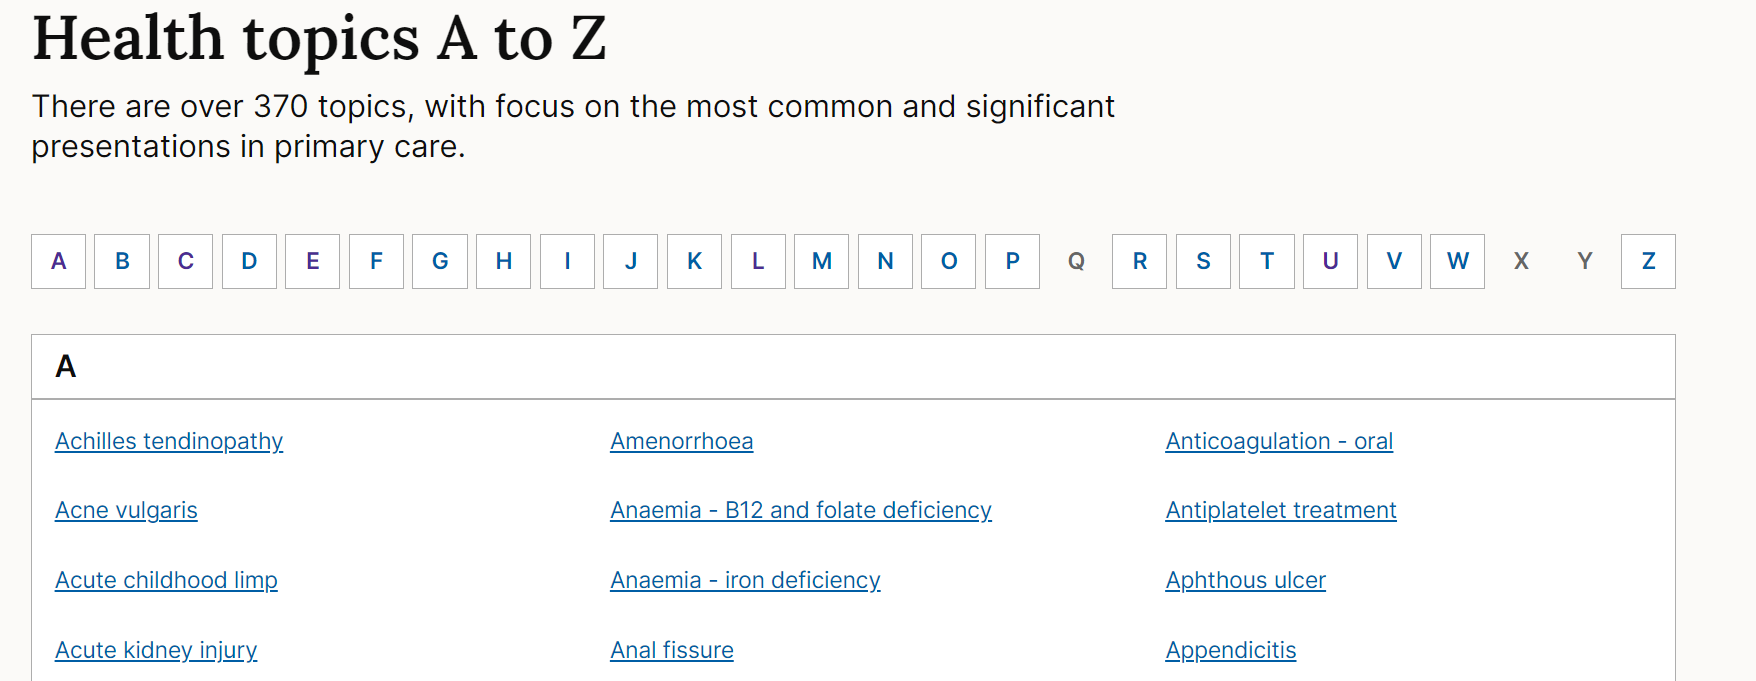 Health topics A to Z
There are over 370 topics, with focus on the most common and significant
presentations in primary care.
A B C D E F G H I J K L M N O P Q R S T U V W X Y Z
A
Achilles tendinopathy
Acne vulgaris
Acute childhood limp
Acute kidney injury
Amenorrhoea
Anaemia - B12 and folate deficiency
Anaemia - iron deficiency
Anal fissure
Anticoagulation - oral
Antiplatelet treatment
Aphthous ulcer
Appendicitis